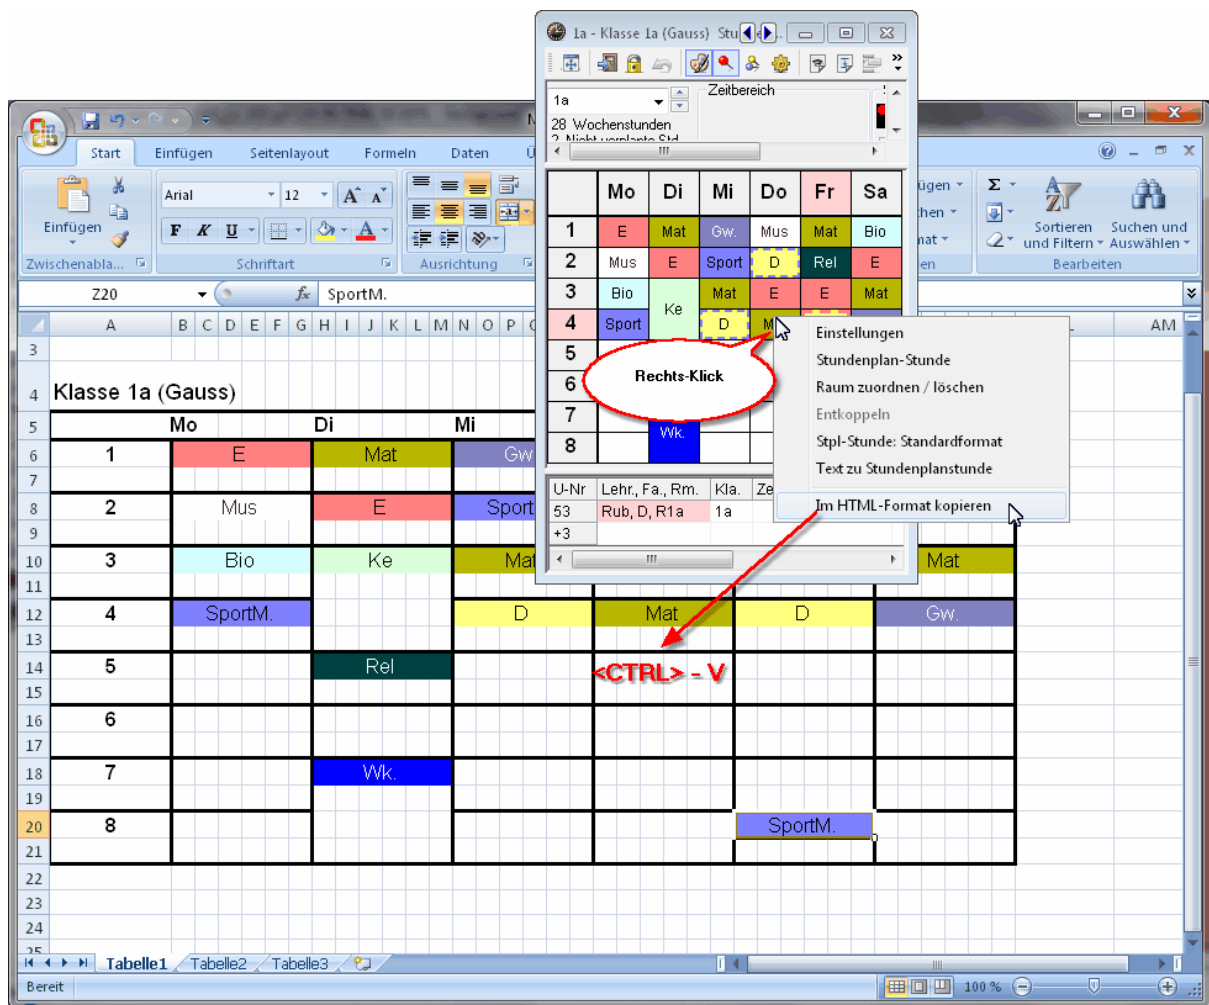 1a - Klasse 1a (Gauss) Stu
1a
Zeitbereich
28 Wochenstunden
Mo Di Mi Do Fr Sa
1 E Mat Gw. Mus Mat Bio
2 Mus E Sport D Rel E
3 Bio Ke Mat E E Mat
4 Sport D
5
6
7
8 Wk.
Rechts-Klick
Einstellungen
Stundenplan-Stunde
Raum zuordnen / löschen
Entkoppeln
Stpl-Stunde: Standardformat
Text zu Stundenplanstunde
Im HTML-Format kopieren
U-Nr Lehr., Fa., Rm. Kla. Ze
53 Rub, D, R1a 1a
+3
Start Einfügen Seitenlayout Formeln Daten Ü
Einfügen
Arial 12
F K U
Zwischenabla... Schriftart Ausrichtung
Σ
Sortieren und Filtern
Suchen und Auswählen
Bearbeiten
Z20 fx SportM.
A B C D E F G H I J K L M N O P AM
3
4 Klasse 1a (Gauss)
5 Mo Di Mi
6 1 E Mat Gw
7
8 2 Mus E Sport
9
10 3 Bio Ke Mat Mat
11
12 4 SportM. D Mat D Gw.
13
14 5 Rel
<CTRL> - V
15
16 6
17
18 7 Wk.
19
20 8 SportM.
21
22
23
24
25
Tabelle1 Tabelle2 Tabelle3
Bereit 100 %